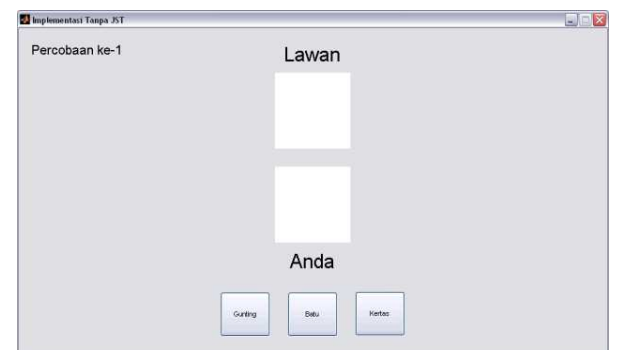 Implementasi Tanpa JST
Percobaan ke-1
Lawan
Anda
Gunting Batu Kertas